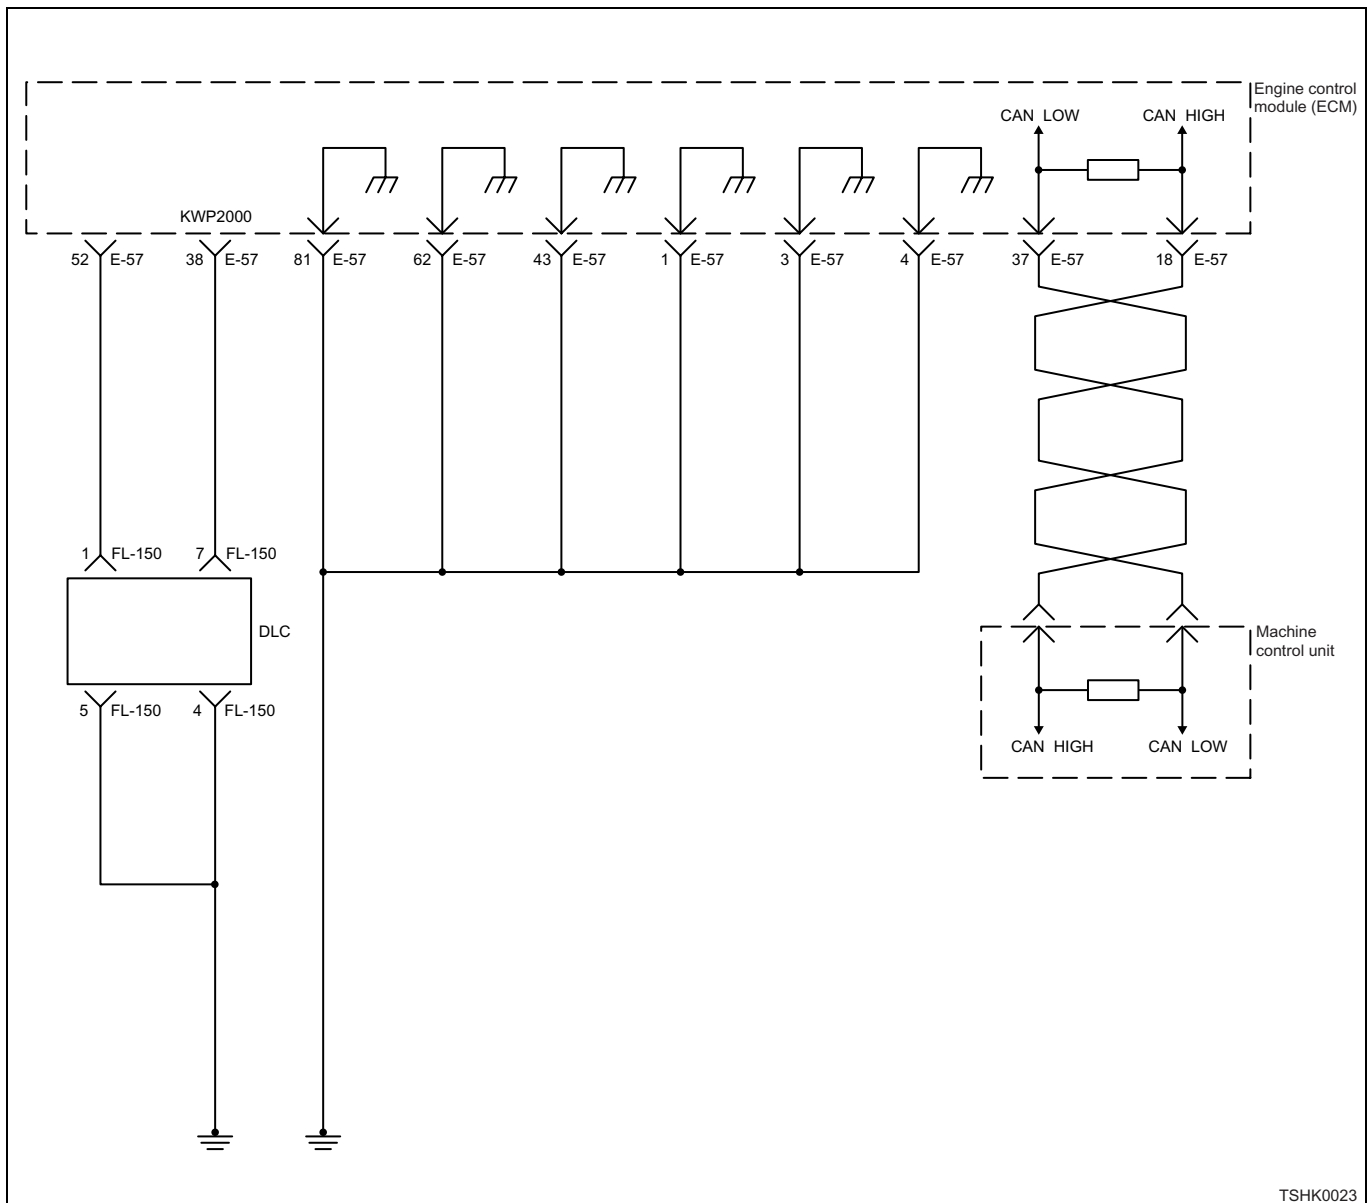 Engine control
module (ECM)
CAN LOW
CAN HIGH
KWP2000
52 E-57
38 E-57
81 E-57
62 E-57
43 E-57
1 E-57
3 E-57
4 E-57
37 E-57
18 E-57
1 FL-150
7 FL-150
DLC
Machine
control unit
5 FL-150
4 FL-150
CAN HIGH
CAN LOW
TSHK0023